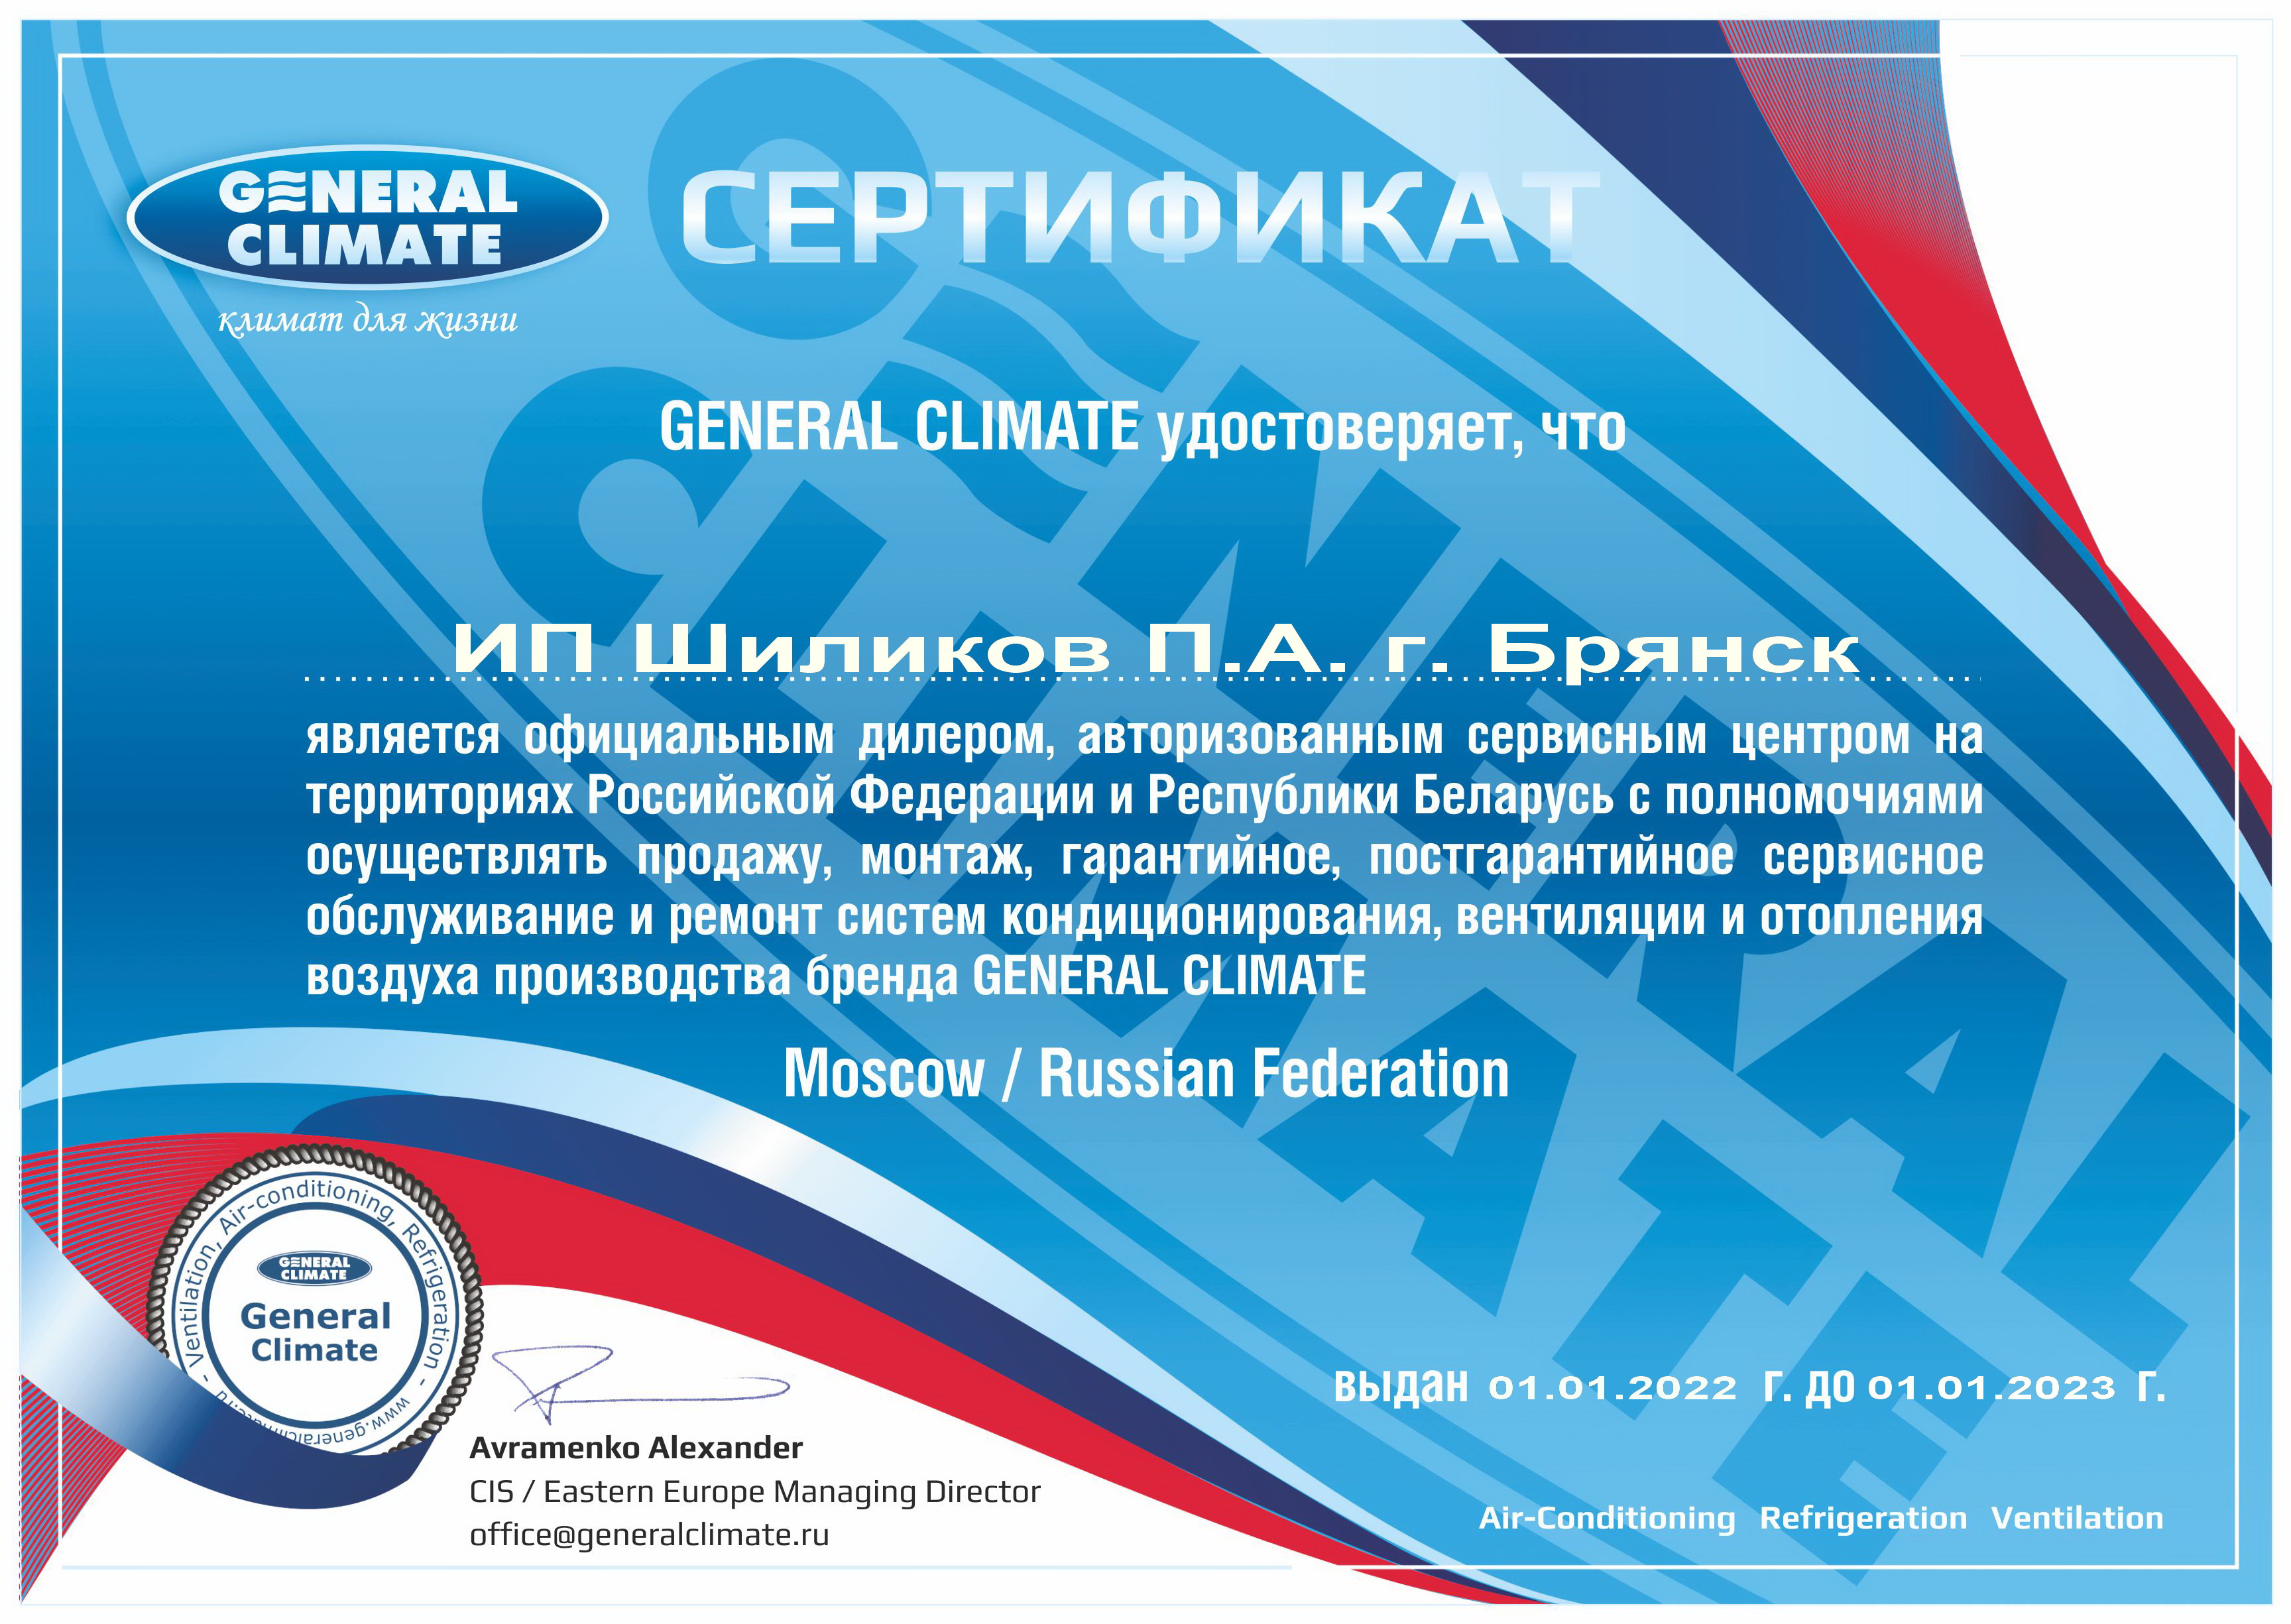 GENERAL
CLIMATE
климат для жизни
СЕРТИФИКАТ
GENERAL CLIMATE удостоверяет, что
ИП Шиликов П.А. г. Брянск
является официальным дилером, авторизованным сервисным центром на
территориях Российской Федерации и Республики Беларусь с полномочиями
осуществлять продажу, монтаж, гарантийное, постгарантийное сервисное
обслуживание и ремонт систем кондиционирования, вентиляции и отопления
воздуха производства бренда GENERAL CLIMATE
Moscow / Russian Federation
- Ventilation, Air-conditioning, Refrigeration -
GENERAL
CLIMATE
General
Climate
Avramenko Alexander
CIS / Eastern Europe Managing Director
office@generalclimate.ru
выдан 01.01.2022 г. до 01.01.2023 г.
Air-Conditioning Refrigeration Ventilation
GENERAL
CLIMATE